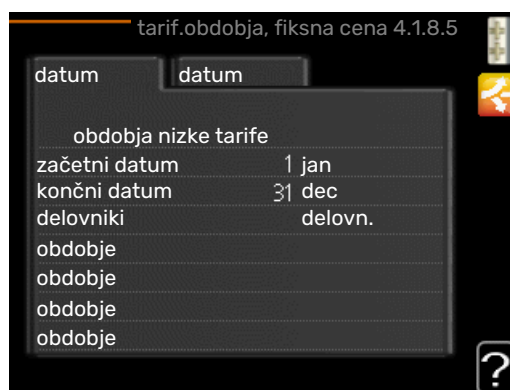 tarif.obdobja, fiksna cena 4.1.8.5
datum datum
obdobja nizke tarife
začetni datum 1 jan
končni datum 31 dec
delovniki delovn.
obdobje
obdobje
obdobje
obdobje
?